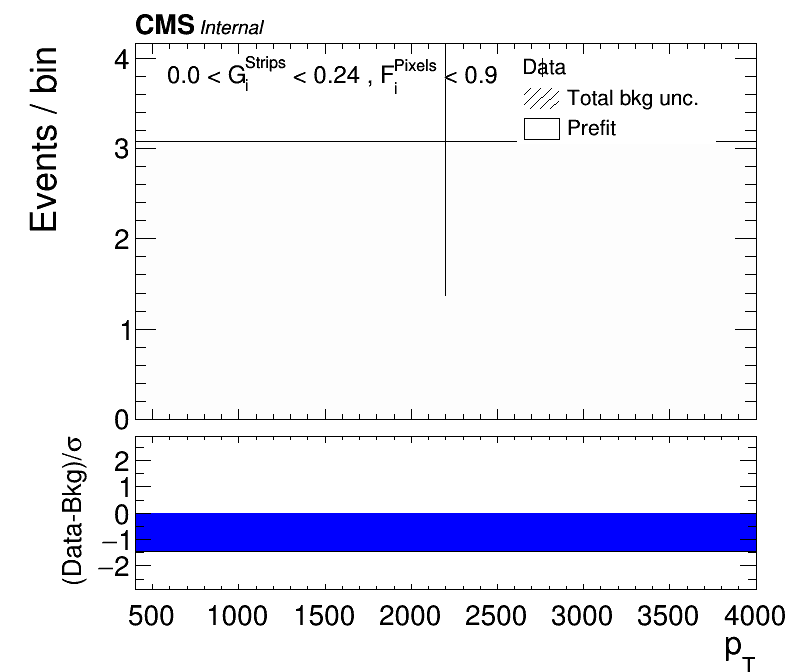 CMS Internal
0.0 < G_i^Strips < 0.24 , F_i^Pixels < 0.9
Data
Total bkg unc.
Prefit
Events / bin
4
3
2
1
0
(Data-Bkg)/σ
2
1
0
−1
−2
500 1000 1500 2000 2500 3000 3500 4000
p_T